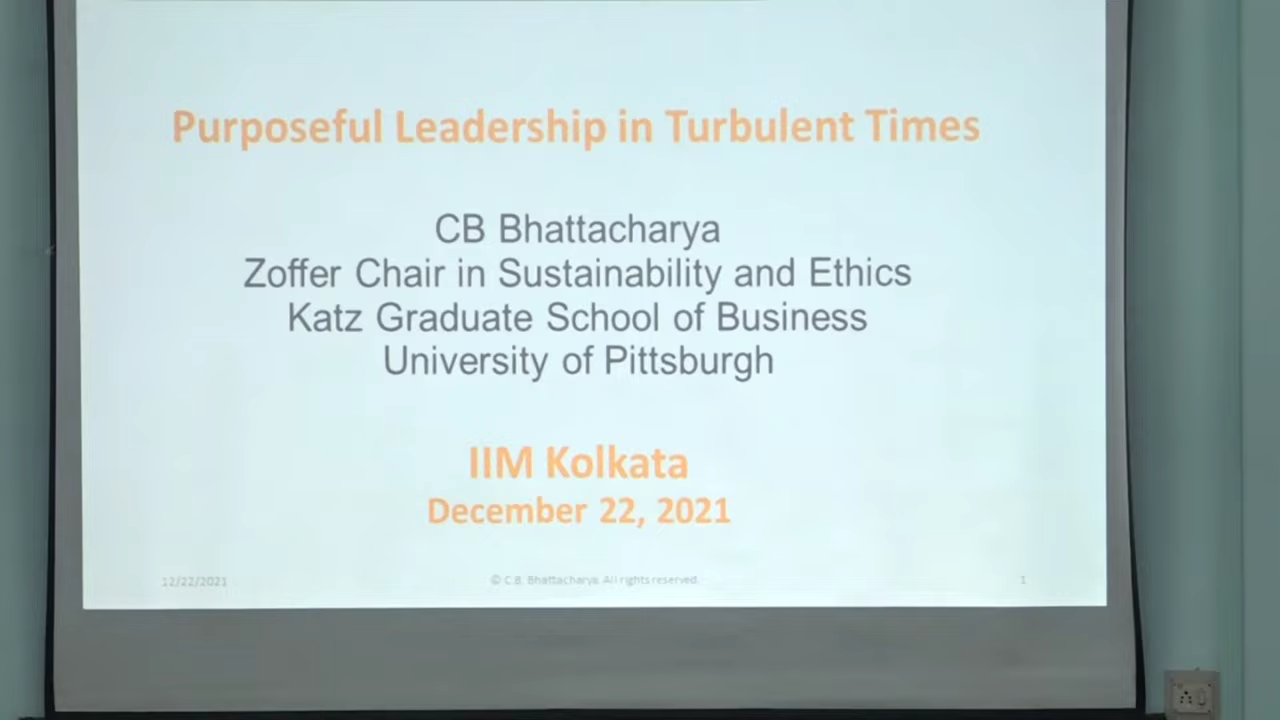 Purposeful Leadership in Turbulent Times
CB Bhattacharya
Zoffer Chair in Sustainability and Ethics
Katz Graduate School of Business
University of Pittsburgh
IIM Kolkata
December 22, 2021
12/22/2021
© C.B. Bhattacharya. All rights reserved.
1